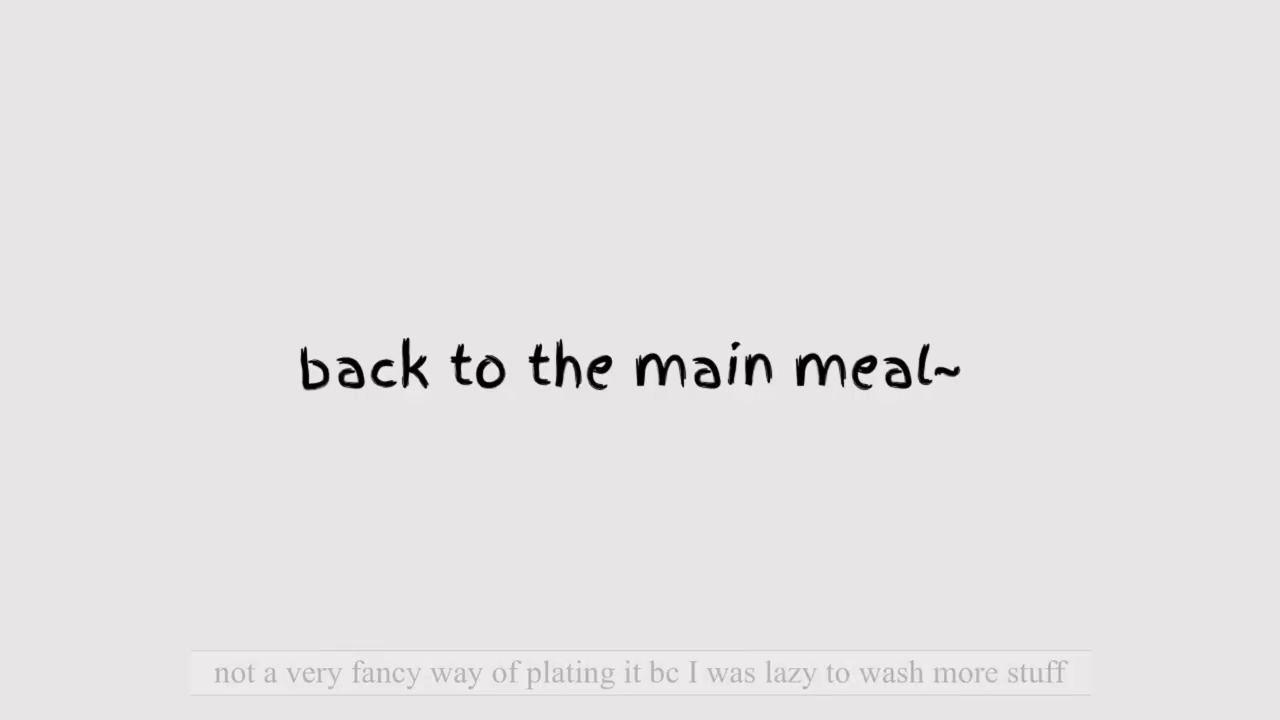 back to the main meal~
not a very fancy way of plating it bc I was lazy to wash more stuff